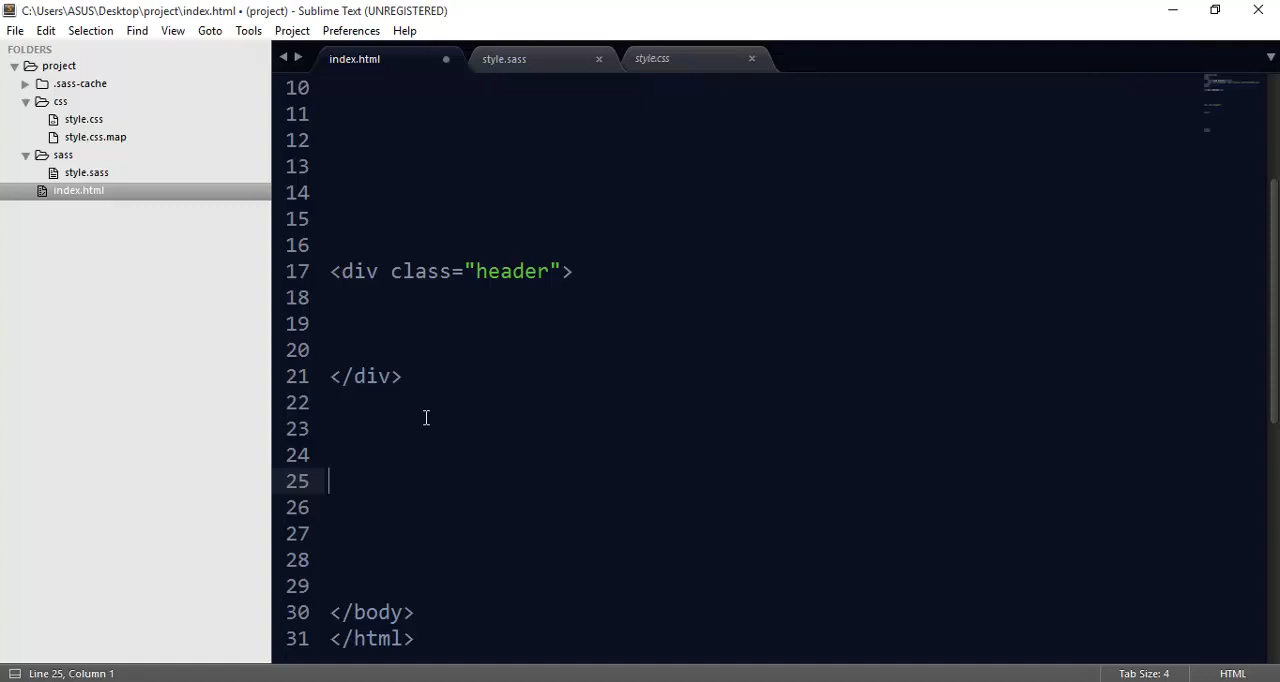 C:\Users\ASUS\Desktop\project\index.html • (project) - Sublime Text (UNREGISTERED)
File Edit Selection Find View Goto Tools Project Preferences Help
FOLDERS
project
.sass-cache
css
style.css
style.css.map
sass
style.sass
index.html
index.html style.sass style.css
10
11
12
13
14
15
16
17 <div class="header">
18
19
20
21 </div>
22
23
24
25
26
27
28
29
30 </body>
31 </html>
Line 25, Column 1 Tab Size: 4 HTML